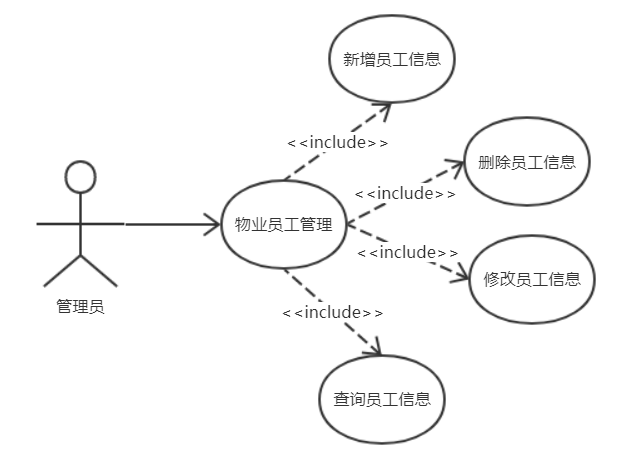 新增员工信息
<<include>>
删除员工信息
<<include>>
物业员工管理
<<include>>
修改员工信息
管理员
<<include>>
查询员工信息